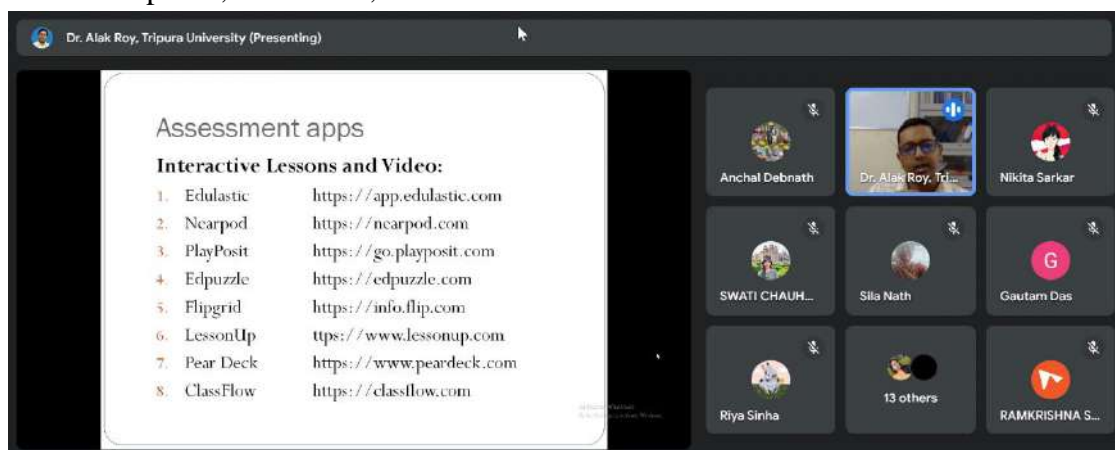 Dr. Alak Roy, Tripura University (Presenting)
Assessment apps
Interactive Lessons and Video:
1. Edulastic https://app.edulastic.com
2. Nearpod https://nearpod.com
3. PlayPosit https://go.playposit.com
4. Edpuzzle https://edpuzzle.com
5. Flipgrid https://info.flip.com
6. LessonUp ttps://www.lessonup.com
7. Pear Deck https://www.peardeck.com
8. ClassFlow https://classflow.com
Anchal Debnath
Dr. Alak Roy, Tri...
Nikita Sarkar
SWATI CHAUH...
Sila Nath
G
Gautam Das
Riya Sinha
13 others
RAMKRISHNA S...